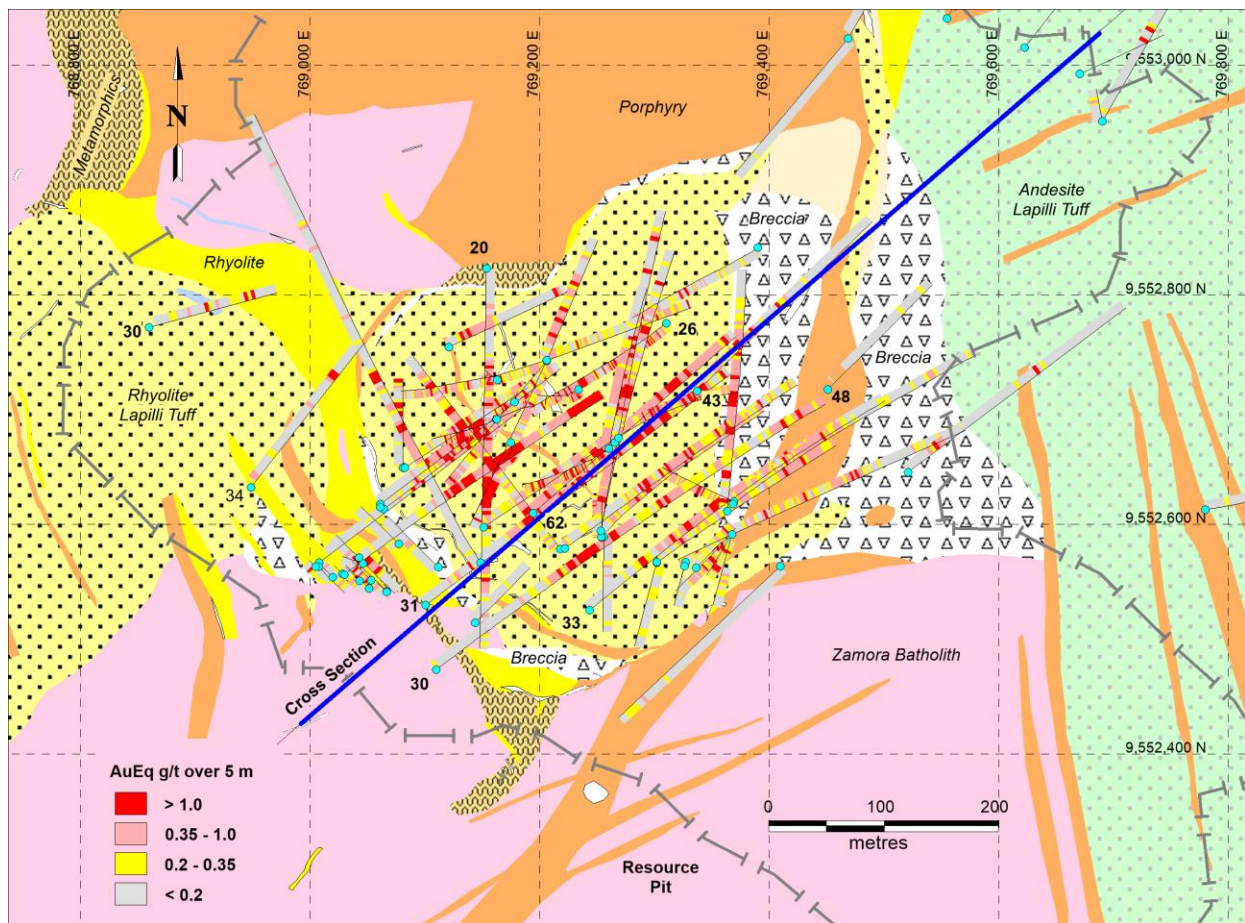 768,800 E
769,000 E
769,200 E
769,400 E
769,600 E
769,800 E
9,553,000 N
Metamorphics
N
Porphyry
Andesite
Lapilli Tuff
Breccia
Rhyolite
20
9,552,800 N
30
26
Breccia
Rhyolite
Lapilli Tuff
43
48
34
62
9,552,600 N
31
33
Breccia
Zamora Batholith
30
Cross Section
9,552,400 N
AuEq g/t over 5 m
> 1.0
0.35 - 1.0
0.2 - 0.35
< 0.2
0 100 200
metres
Resource
Pit